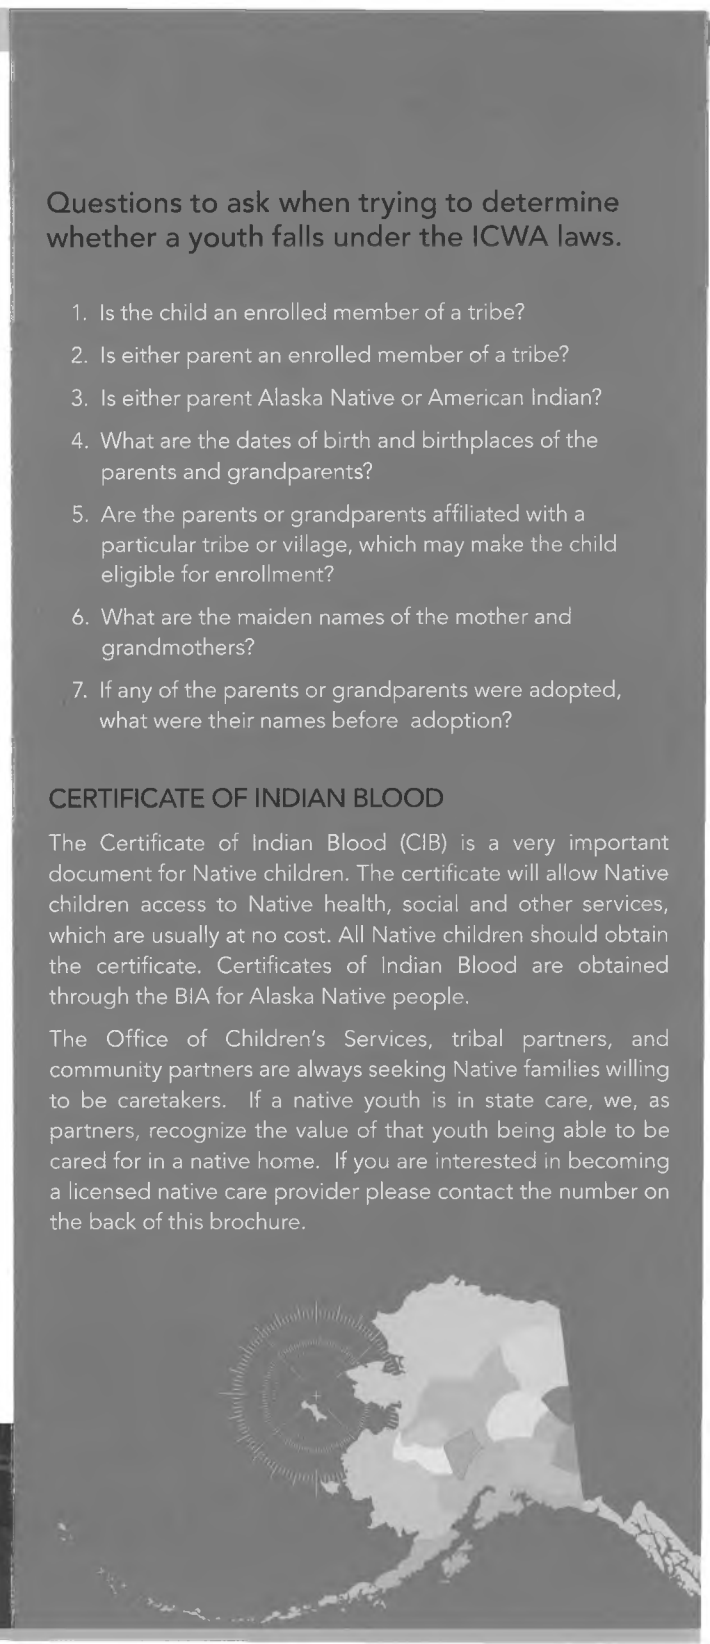 Questions to ask when trying to determine
whether a youth falls under the ICWA laws.
1. Is the child an enrolled member of a tribe?
2. Is either parent an enrolled member of a tribe?
3. Is either parent Alaska Native or American Indian?
4. What are the dates of birth and birthplaces of the
parents and grandparents?
5. Are the parents or grandparents affiliated with a
particular tribe or village, which may make the child
eligible for enrollment?
6. What are the maiden names of the mother and
grandmothers?
7. If any of the parents or grandparents were adopted,
what were their names before adoption?
CERTIFICATE OF INDIAN BLOOD
The Certificate of Indian Blood (CIB) is a very important
document for Native children. The certificate will allow Native
children access to Native health, social and other services,
which are usually at no cost. All Native children should obtain
the certificate. Certificates of Indian Blood are obtained
through the BIA for Alaska Native people.
The Office of Children's Services, tribal partners, and
community partners are always seeking Native families willing
to be caretakers. If a native youth is in state care, we, as
partners, recognize the value of that youth being able to be
cared for in a native home. If you are interested in becoming
a licensed native care provider please contact the number on
the back of this brochure.